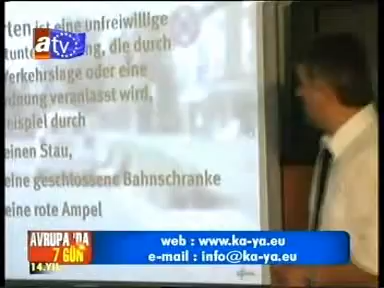 rten ist eine unfreiwillige
atv
tunte
ng, die durch
Verkehrslage oder eine
dnung veranlasst wird,
eispiel durch
einen Stau,
eine geschlossene Bahnschranke
eine rote Ampel
AVRUPA'DA
7 GÜN
14.YIL
web : www.ka-ya.eu
e-mail : info@ka-ya.eu